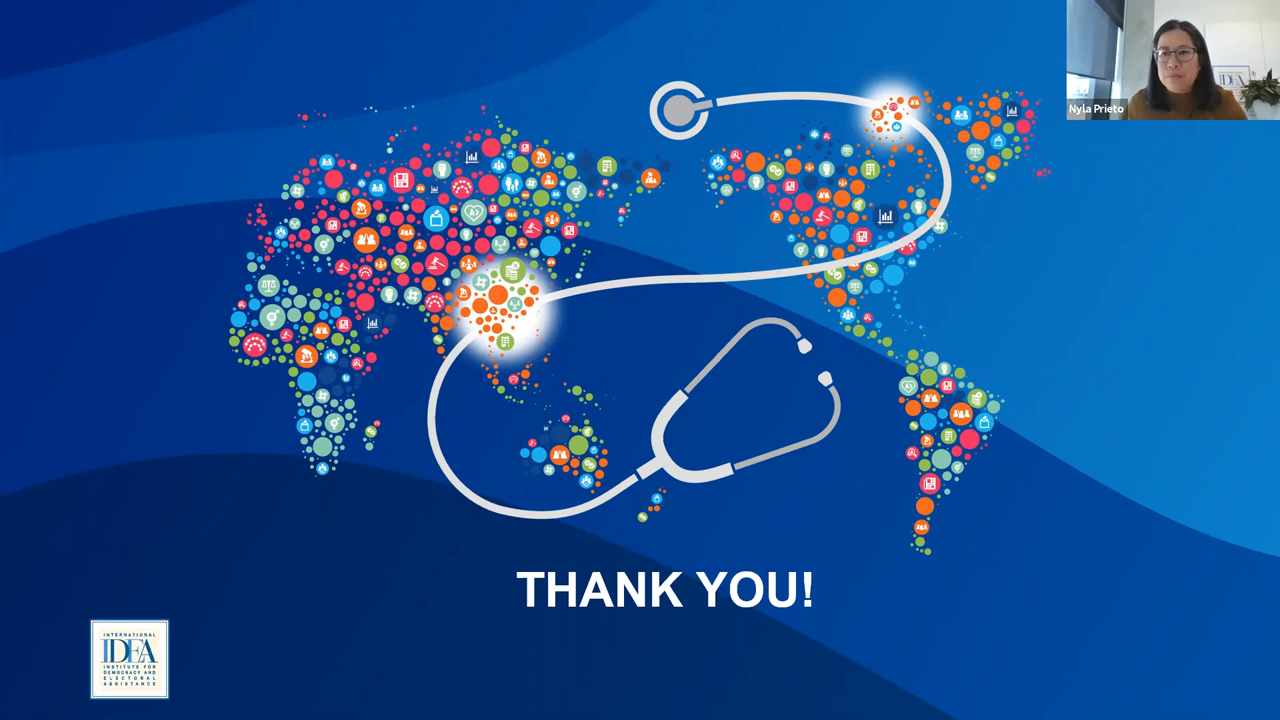 Nyla Prieto
THANK YOU!
INTERNATIONAL
IDEA
INSTITUTE FOR
DEMOCRACY AND
ELECTORAL
ASSISTANCE